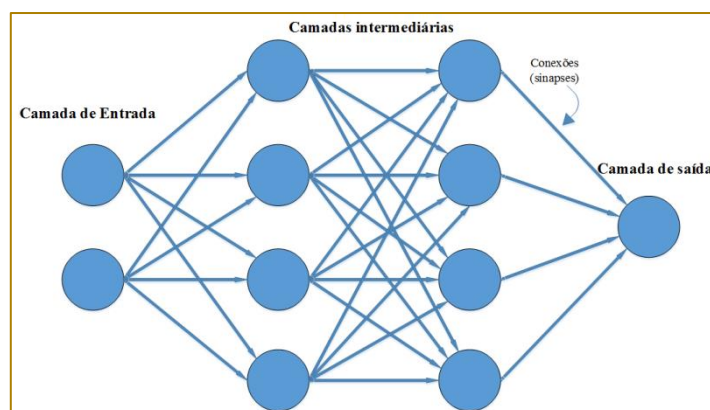 Camadas intermediárias
Conexões
(sinapses)
Camada de Entrada
Camada de saída